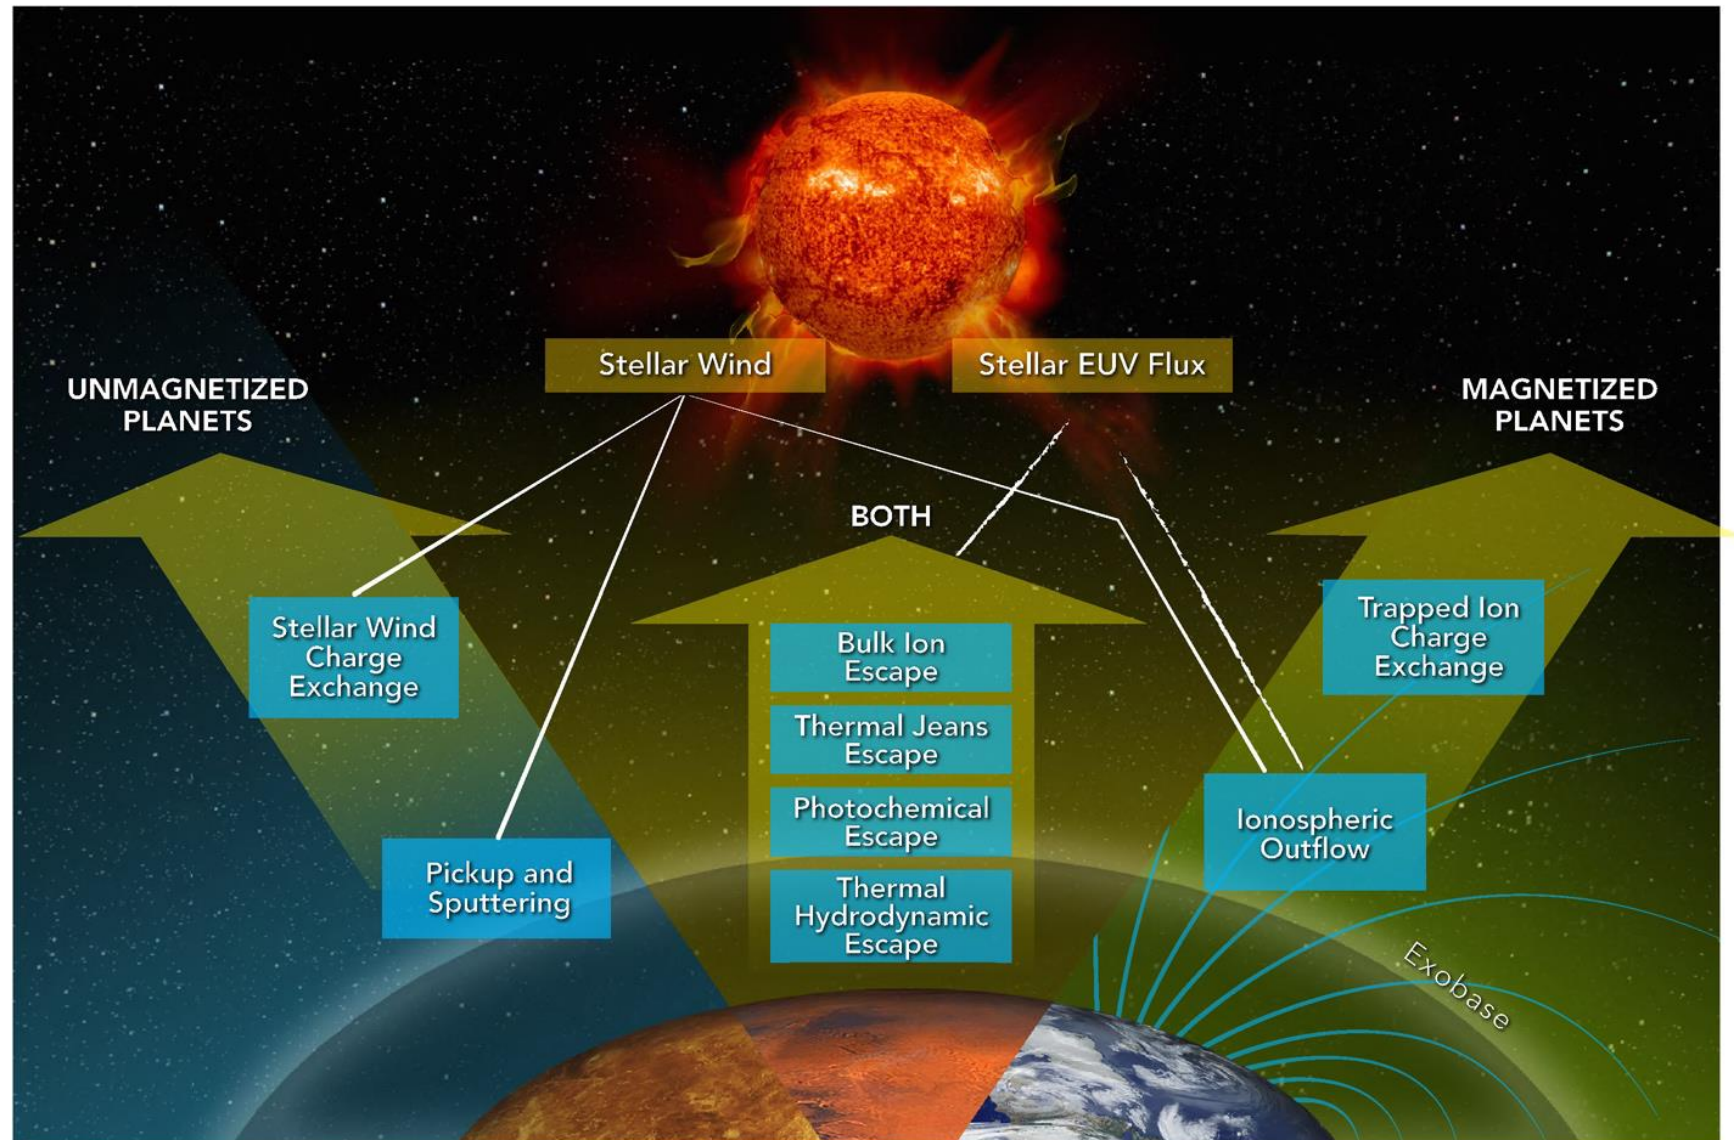 Stellar Wind
Stellar EUV Flux
UNMAGNETIZED
PLANETS
MAGNETIZED
PLANETS
BOTH
Stellar Wind
Charge
Exchange
Pickup and
Sputtering
Bulk Ion
Escape
Thermal Jeans
Escape
Photochemical
Escape
Thermal
Hydrodynamic
Escape
Trapped Ion
Charge
Exchange
Ionospheric
Outflow
Exobase